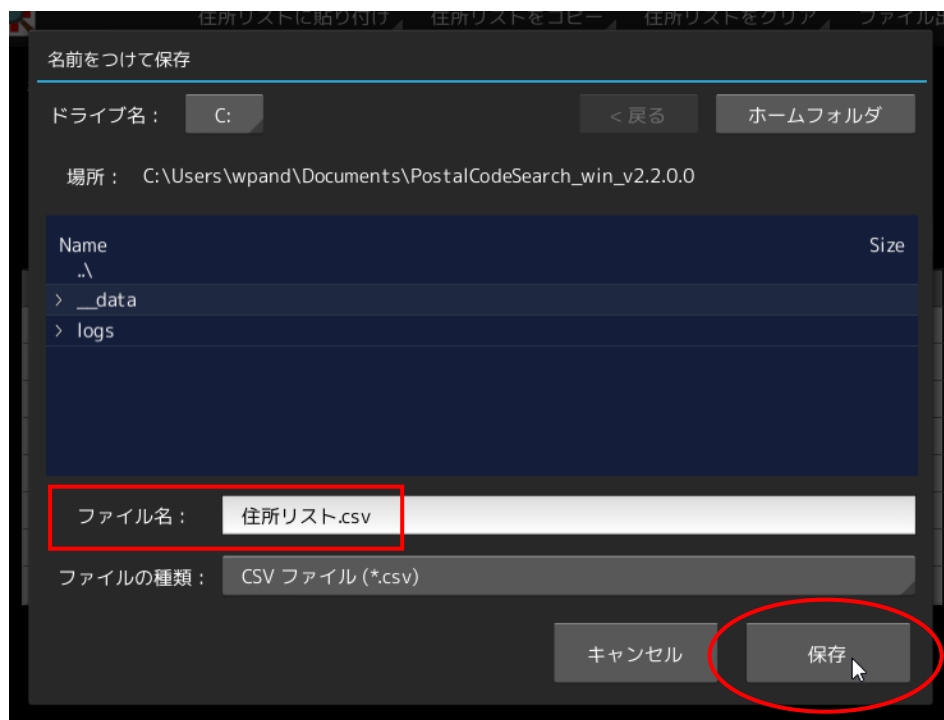 住所リストに貼り付け 住所リストをコピー 住所リストをクリア ファイル
名前をつけて保存
ドライブ名： C: < 戻る ホームフォルダ
場所： C:\Users\wpand\Documents\PostalCodeSearch_win_v2.2.0.0
Name Size
..\
> __data
> logs
ファイル名： 住所リスト.csv
ファイルの種類： CSV ファイル (*.csv)
キャンセル 保存